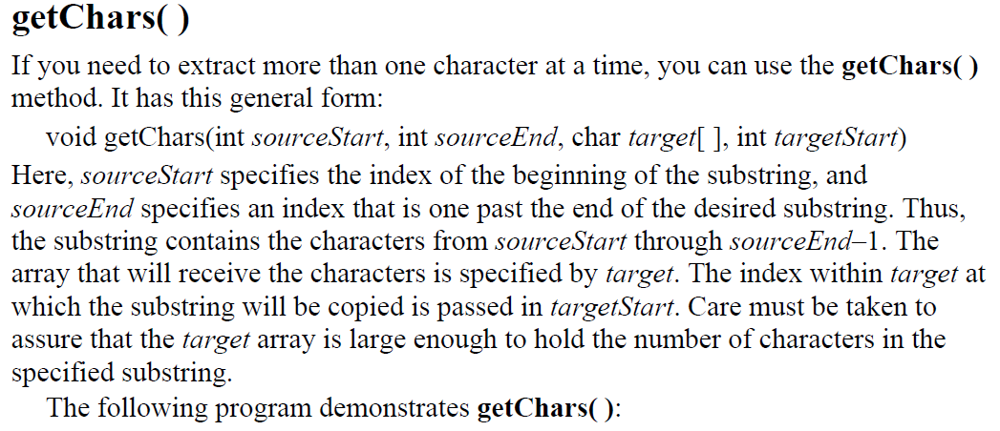 getChars( )
If you need to extract more than one character at a time, you can use the getChars( )
method. It has this general form:
void getChars(int sourceStart, int sourceEnd, char target[ ], int targetStart)
Here, sourceStart specifies the index of the beginning of the substring, and
sourceEnd specifies an index that is one past the end of the desired substring. Thus,
the substring contains the characters from sourceStart through sourceEnd–1. The
array that will receive the characters is specified by target. The index within target at
which the substring will be copied is passed in targetStart. Care must be taken to
assure that the target array is large enough to hold the number of characters in the
specified substring.
The following program demonstrates getChars( ):